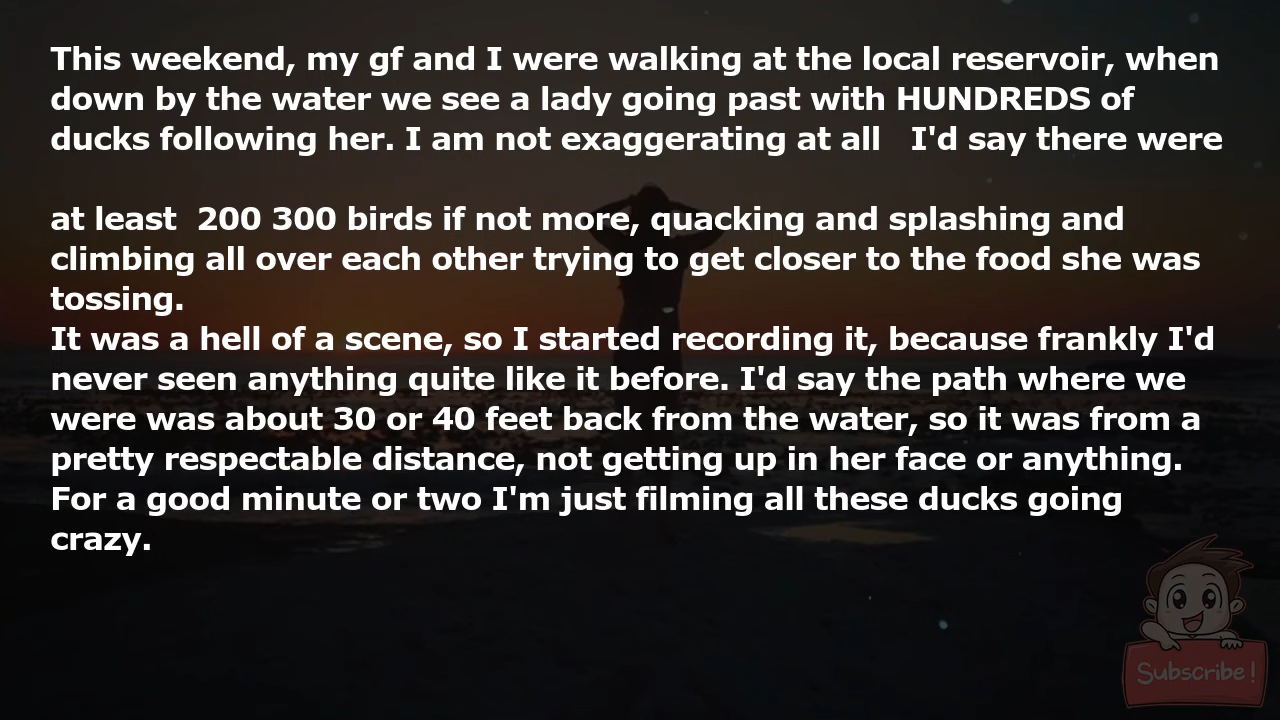 This weekend, my gf and I were walking at the local reservoir, when
down by the water we see a lady going past with HUNDREDS of
ducks following her. I am not exaggerating at all   I'd say there were
at least  200 300 birds if not more, quacking and splashing and
climbing all over each other trying to get closer to the food she was
tossing.
It was a hell of a scene, so I started recording it, because frankly I'd
never seen anything quite like it before. I'd say the path where we
were was about 30 or 40 feet back from the water, so it was from a
pretty respectable distance, not getting up in her face or anything.
For a good minute or two I'm just filming all these ducks going
crazy.
Subscribe!